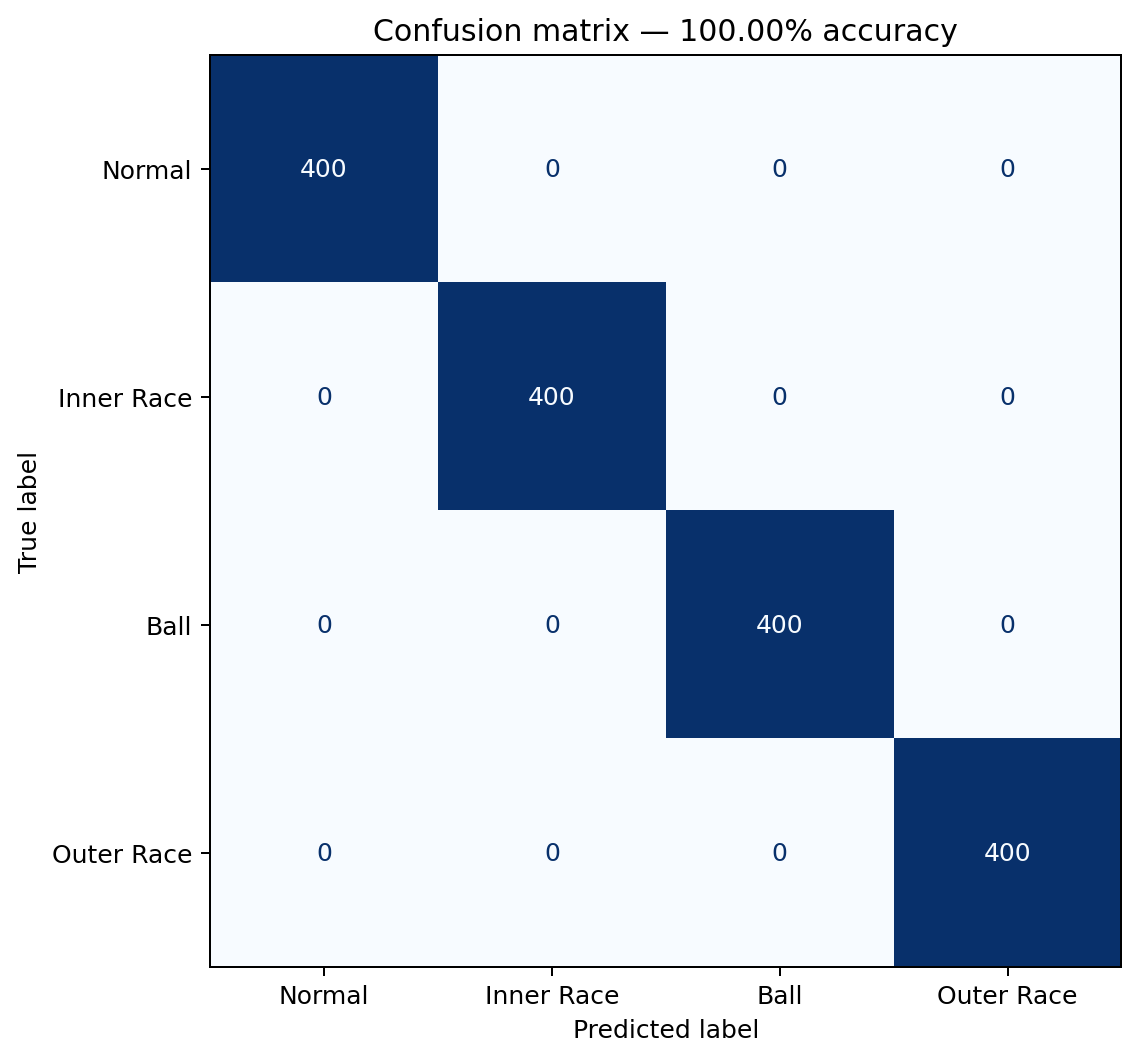 Confusion matrix — 100.00% accuracy
Normal
400 0 0 0
Inner Race
0 400 0 0
Ball
0 0 400 0
Outer Race
0 0 0 400
True label
Normal Inner Race Ball Outer Race
Predicted label